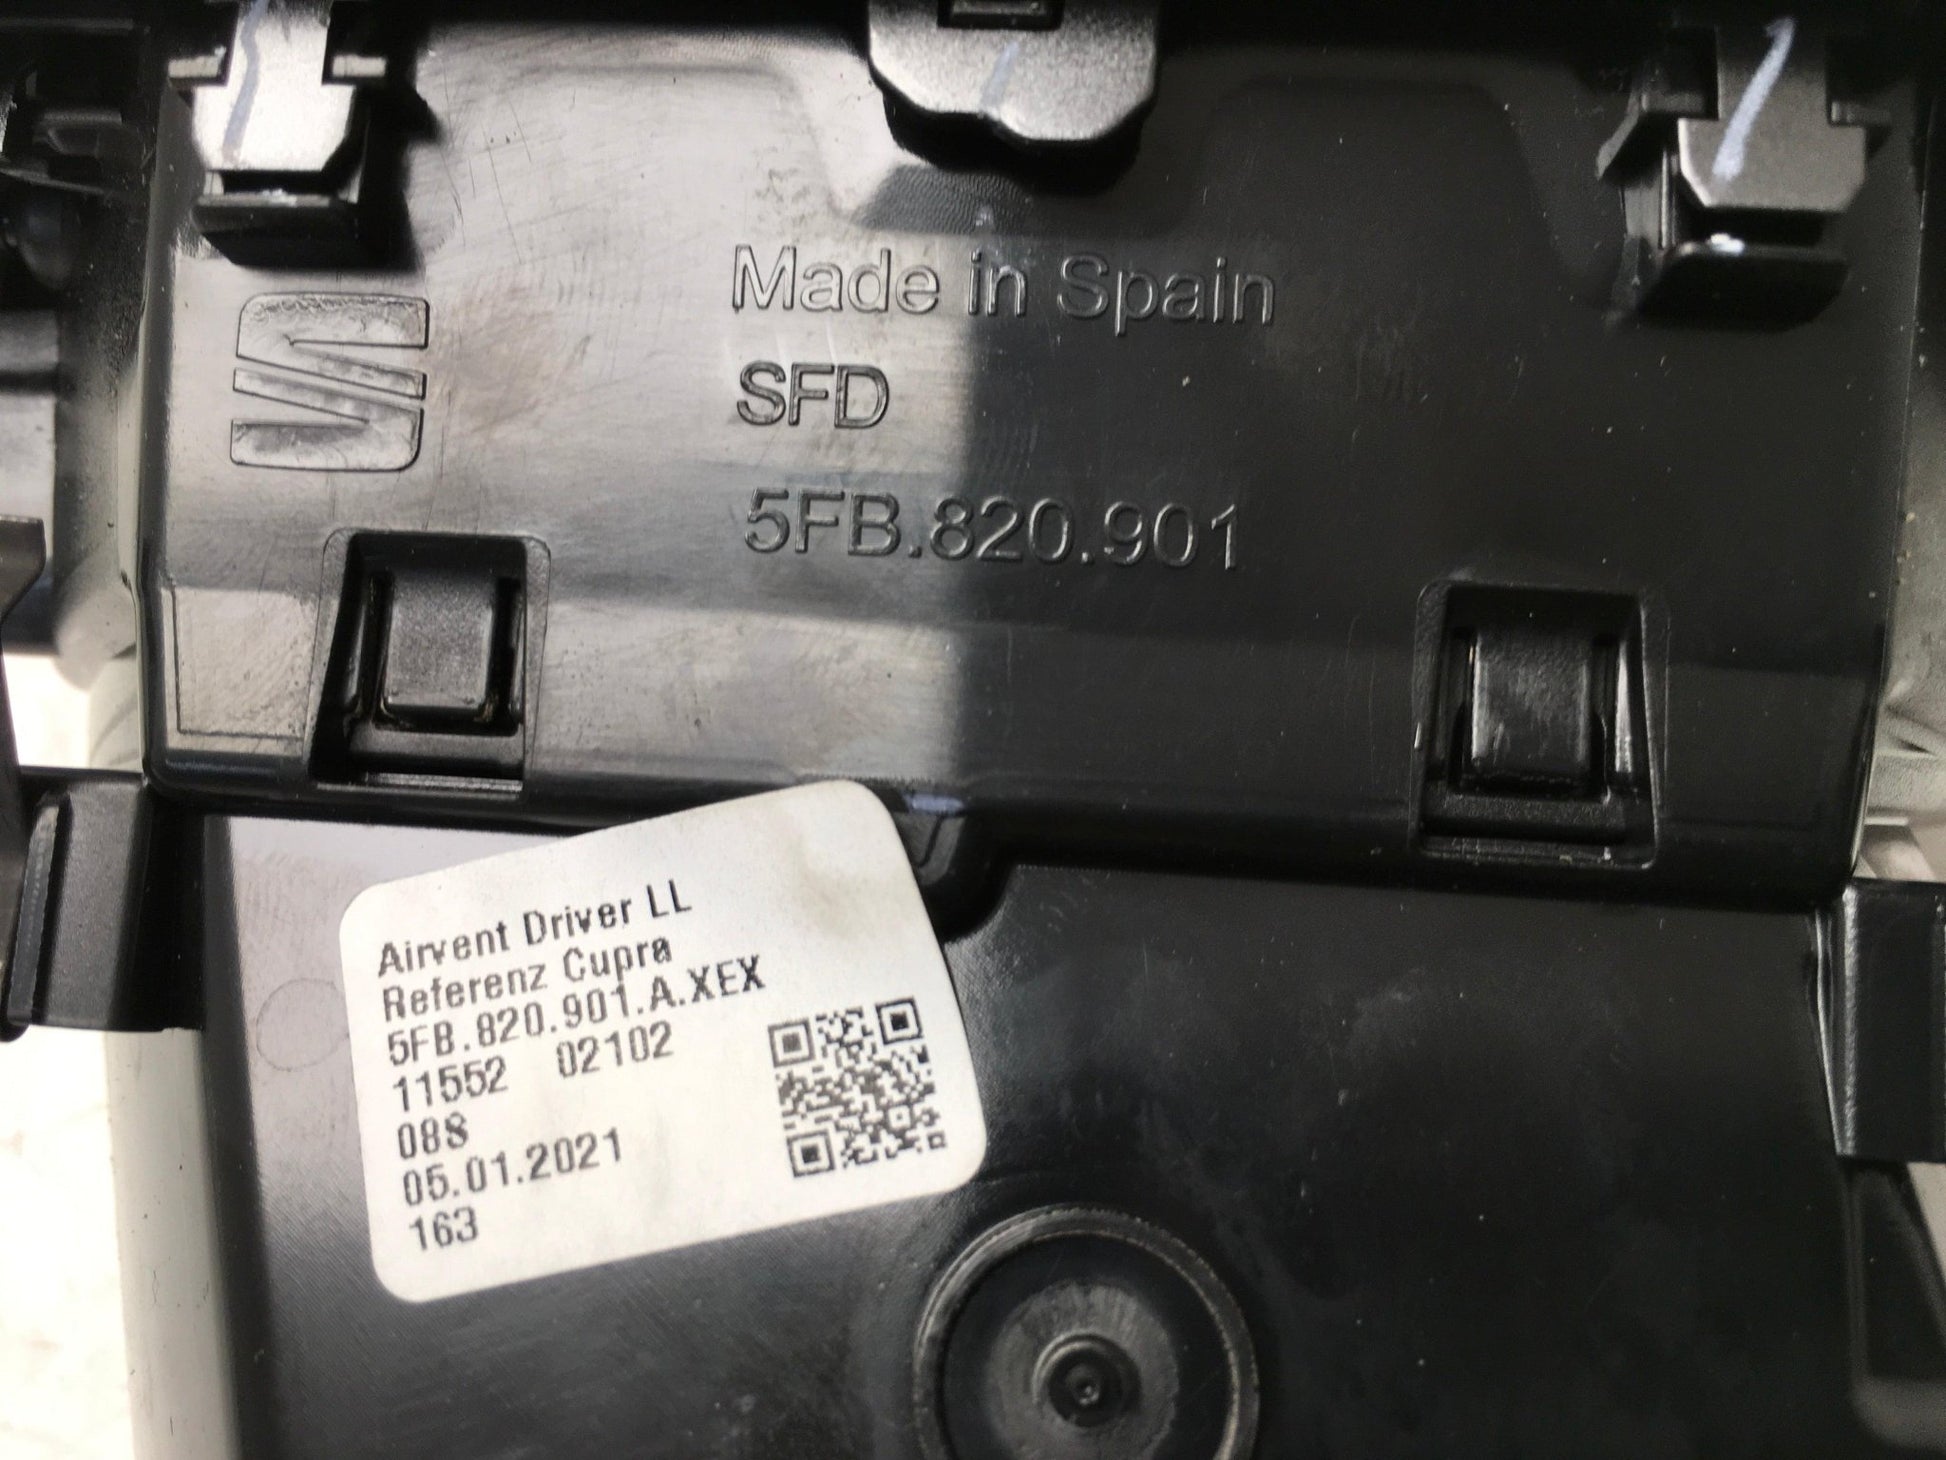 Made in Spain
SFD
5FB.820.901
Airvent Driver LL
Referenz Cupra
5FB.820.901.A.XEX
11552 02102
08S
05.01.2021
163